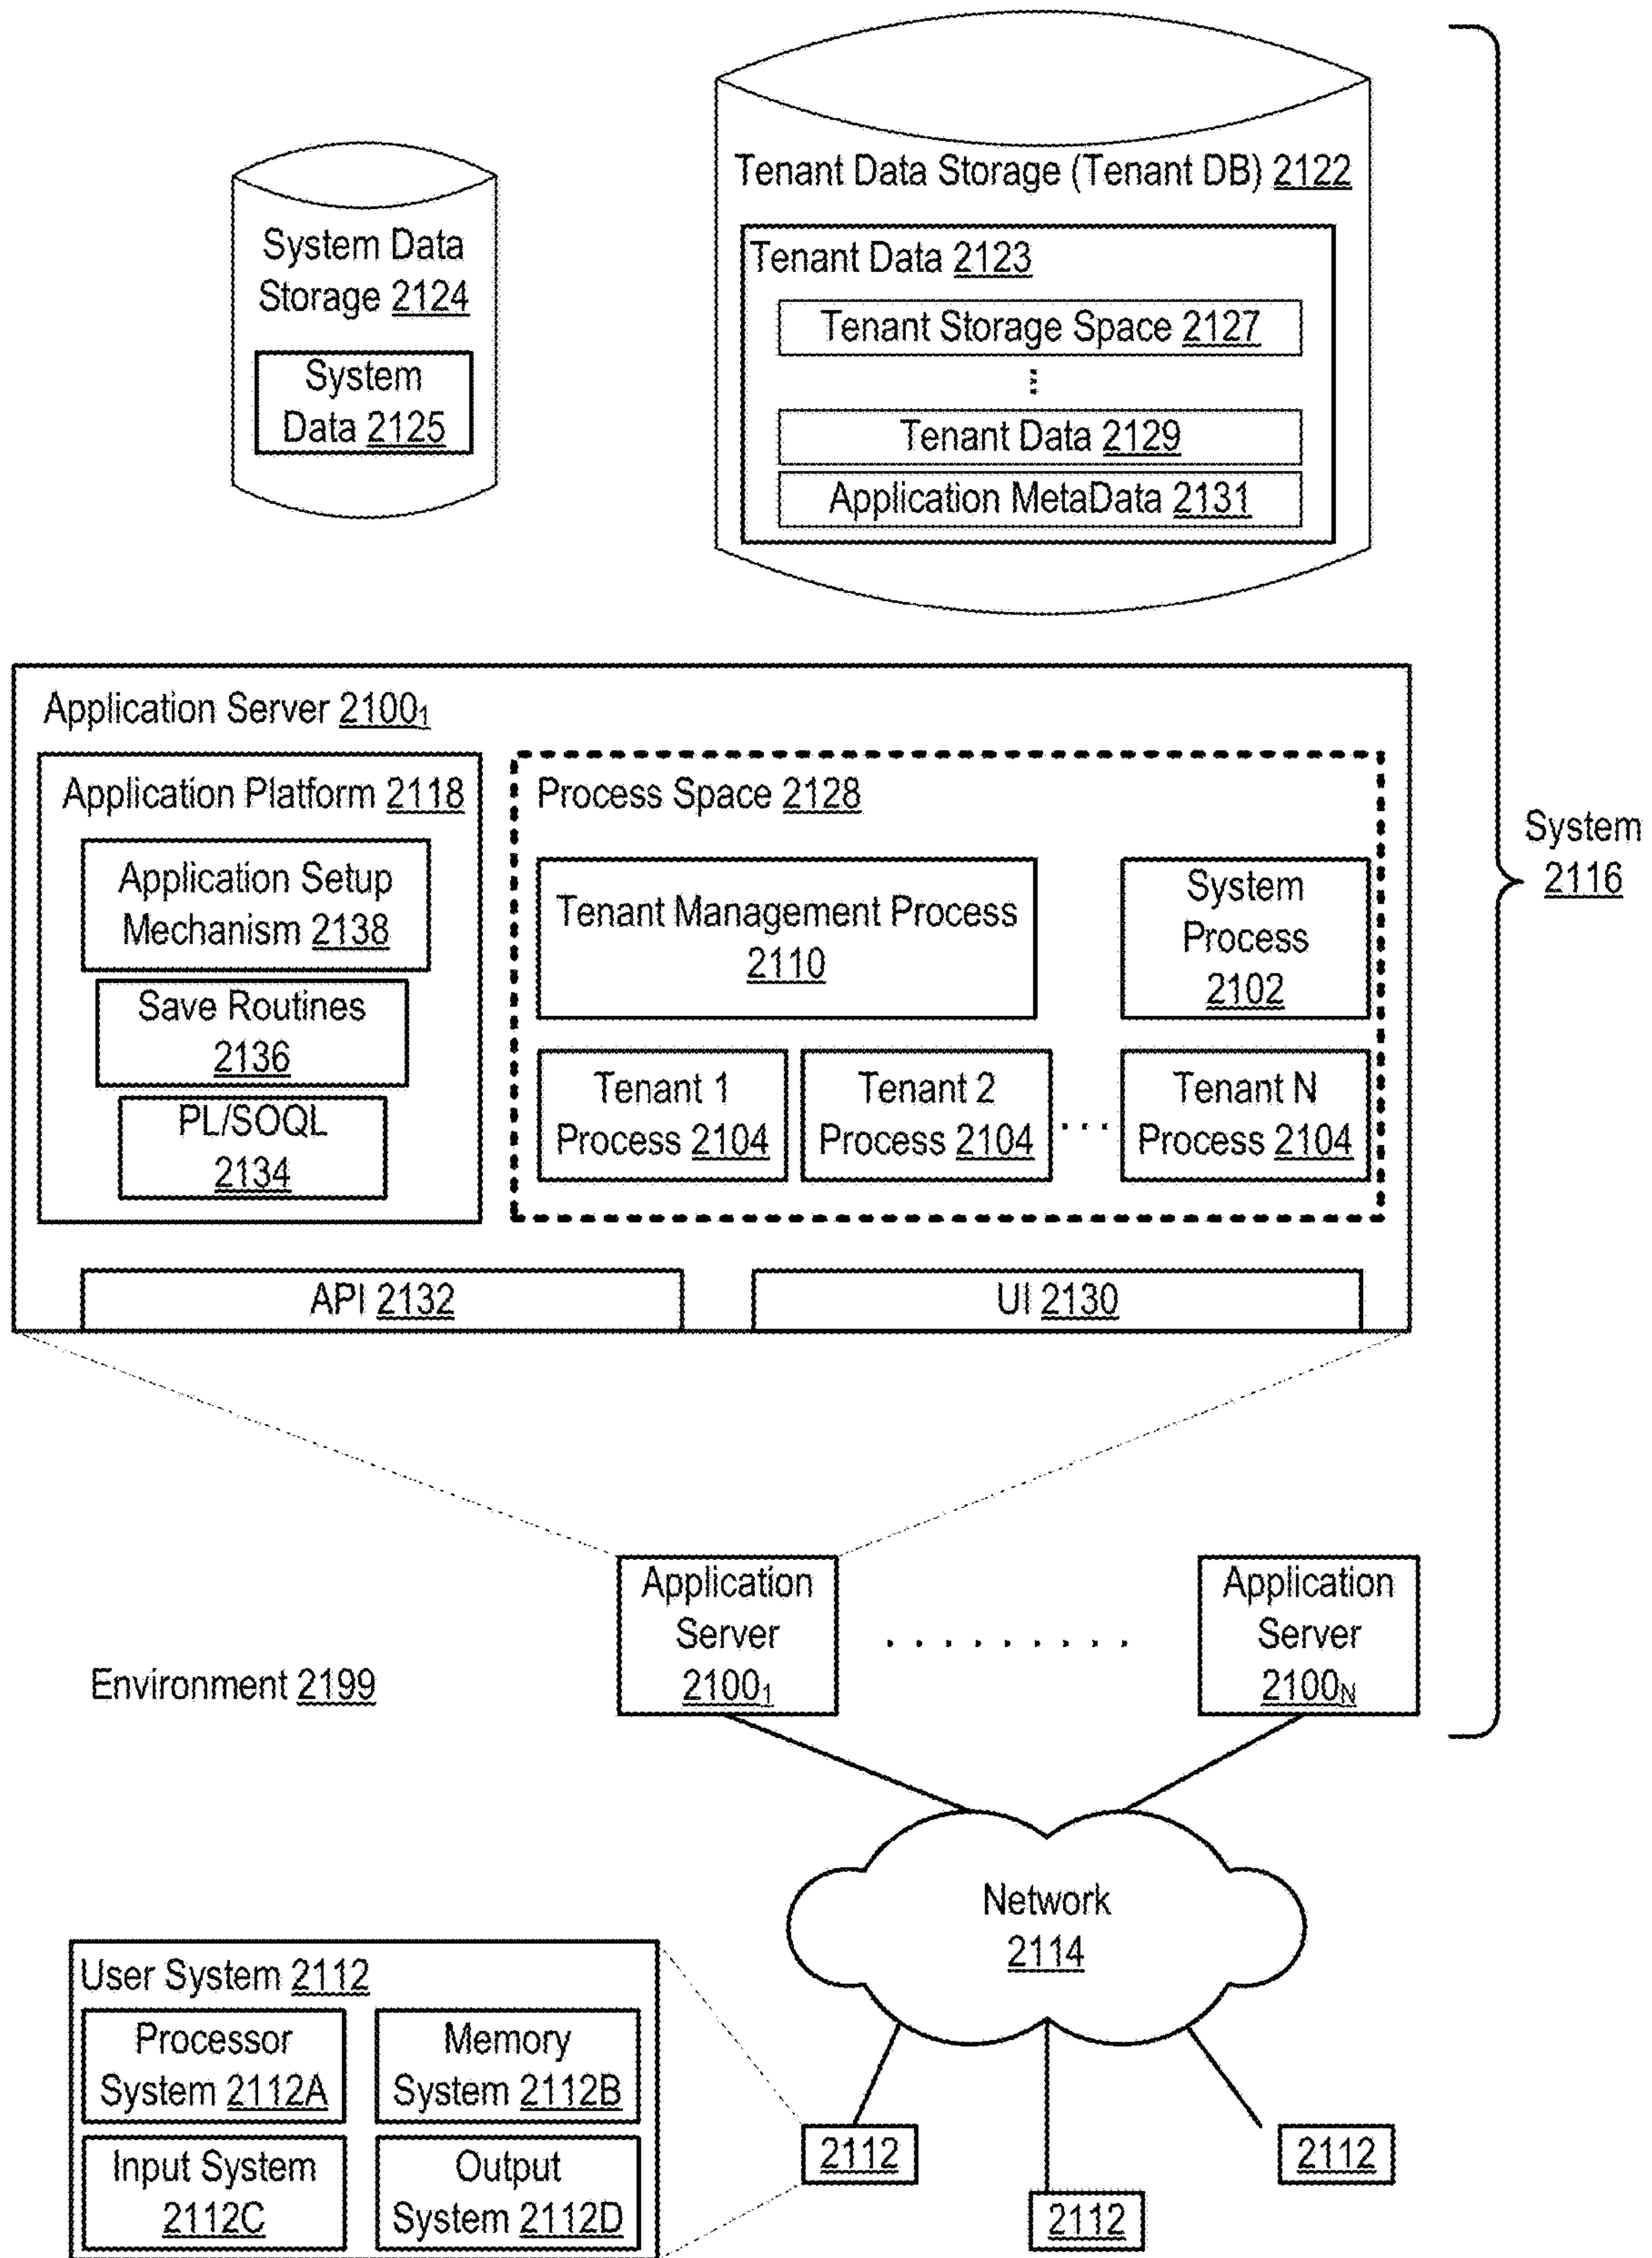 Tenant Data Storage (Tenant DB) 2122
System Data
Storage 2124
System
Data 2125
Tenant Data 2123
Tenant Storage Space 2127
Tenant Data 2129
Application MetaData 2131
Application Server 2100₁
Application Platform 2118
Application Setup
Mechanism 2138
Save Routines
2136
PL/SOQL
2134
Process Space 2128
Tenant Management Process
2110
System
Process
2102
Tenant 1
Process 2104
Tenant 2
Process 2104
...
Tenant N
Process 2104
API 2132
UI 2130
System
2116
Application
Server
2100₁
..........
Application
Server
2100N
Environment 2199
Network
2114
User System 2112
Processor
System 2112A
Memory
System 2112B
Input System
2112C
Output
System 2112D
2112
2112
2112